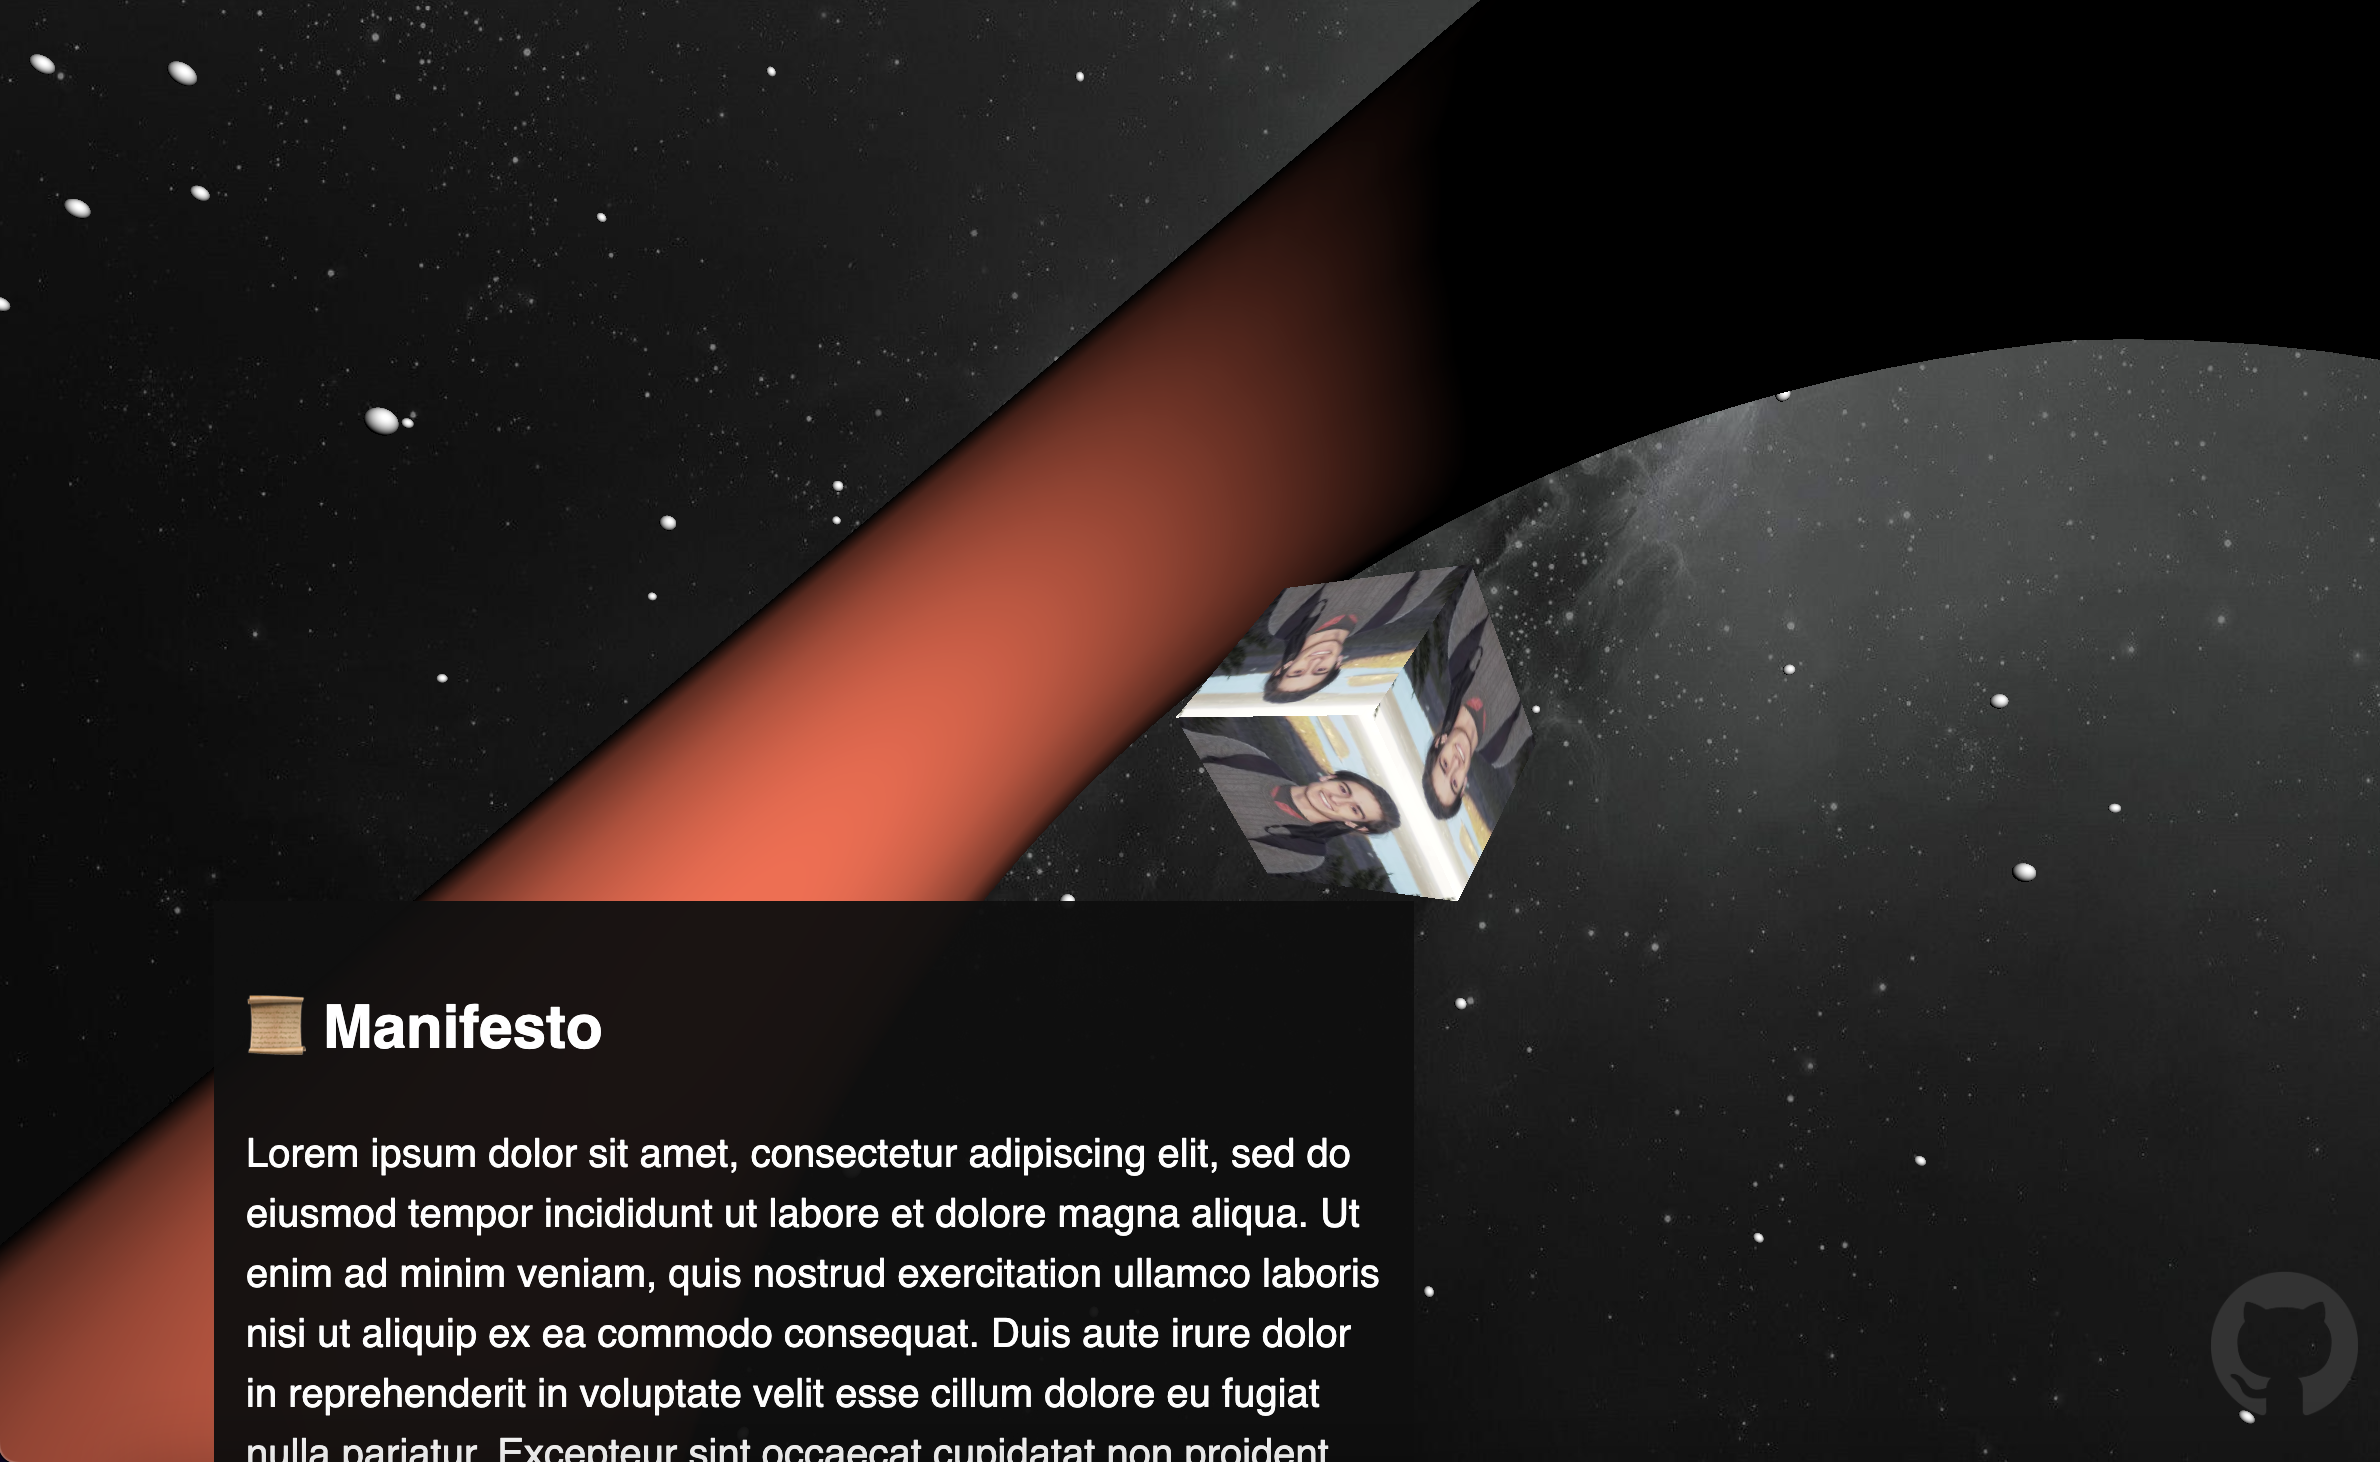 Manifesto
Lorem ipsum dolor sit amet, consectetur adipiscing elit, sed do
eiusmod tempor incididunt ut labore et dolore magna aliqua. Ut
enim ad minim veniam, quis nostrud exercitation ullamco laboris
nisi ut aliquip ex ea commodo consequat. Duis aute irure dolor
in reprehenderit in voluptate velit esse cillum dolore eu fugiat
nulla pariatur. Excepteur sint occaecat cupidatat non proident